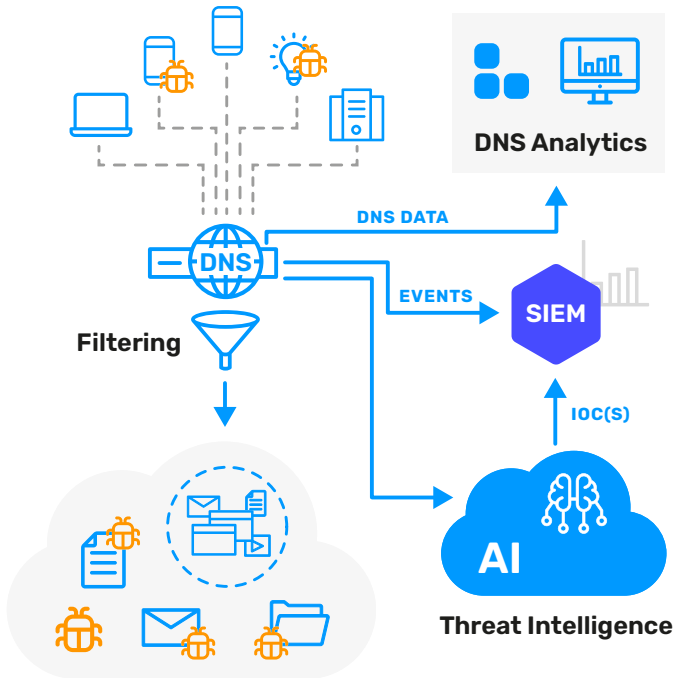 DNS Analytics
DNS DATA
DNS
EVENTS
SIEM
Filtering
IOC(S)
AI
Threat Intelligence